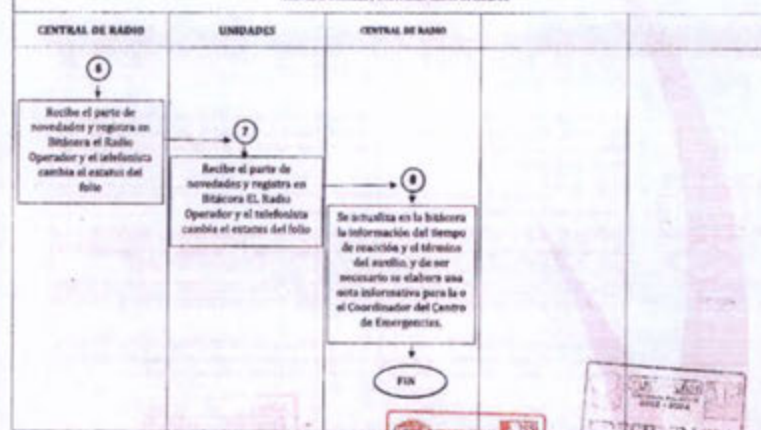 CENTRAL DE RADIO
UNIDADES
CENTRAL DE RADIO
6
Recibe el parte de
novedades y registra en
Bitácora el Radio
Operador y el telefonista
cambia el estatus del
folio
7
Recibe el parte de
novedades y registra en
Bitácora EL Radio
Operador y el telefonista
cambia el estatus del folio
8
Se actualiza en la bitácora
la información del tiempo
de reacción y el término
del auxilio, y de ser
necesario se elabora una
nota informativa para la o
el Coordinador del Centro
de Emergencias.
FIN